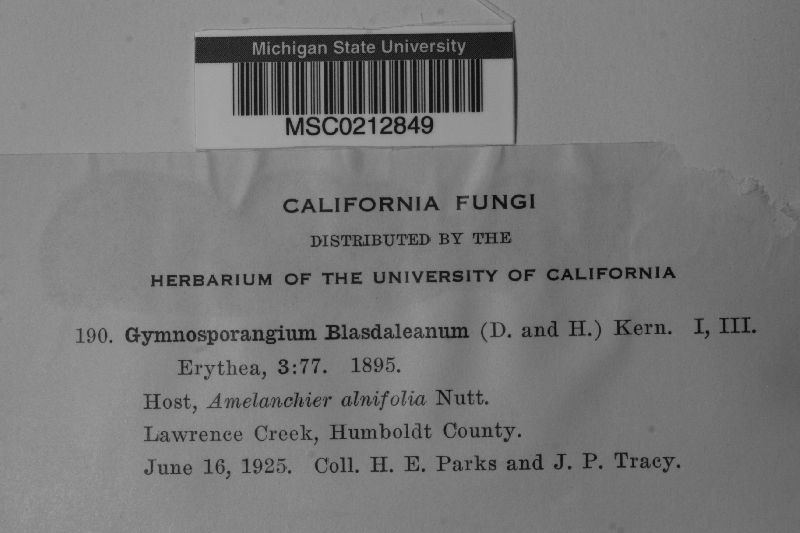 Michigan State University
MSC0212849
CALIFORNIA FUNGI
DISTRIBUTED BY THE
HERBARIUM OF THE UNIVERSITY OF CALIFORNIA
190. Gymnosporangium Blasdaleanum (D. and H.) Kern. I, III.
Erythea, 3:77. 1895.
Host, Amelanchier alnifolia Nutt.
Lawrence Creek, Humboldt County.
June 16, 1925. Coll. H. E. Parks and J. P. Tracy.